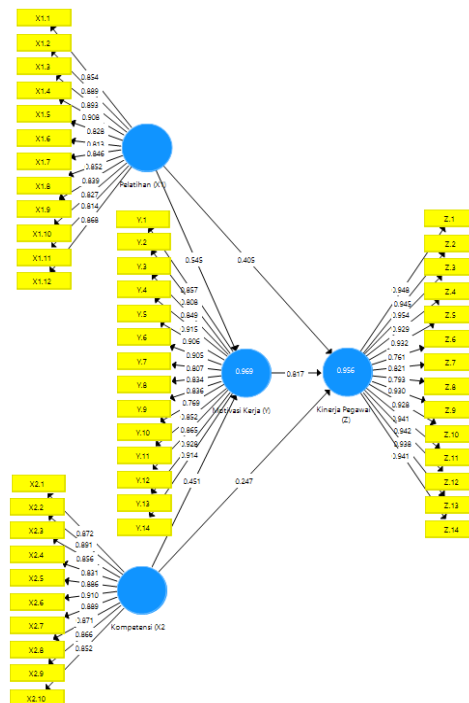 X1.1
X1.2
X1.3
X1.4
X1.5
X1.6
X1.7
X1.8
X1.9
X1.10
X1.11
X1.12
0.854
0.889
0.893
0.908
0.828
0.813
0.846
0.852
0.839
0.827
0.814
0.868
Pelatihan (X1)
0.545
0.405
Y.1
Y.2
Y.3
Y.4
Y.5
Y.6
Y.7
Y.8
Y.9
Y.10
Y.11
Y.12
Y.13
Y.14
0.857
0.808
0.849
0.915
0.906
0.905
0.807
0.834
0.836
0.769
0.852
0.865
0.928
0.914
0.969
Motivasi Kerja (Y)
0.817
0.956
Kinerja Pegawai
(Z)
0.451
0.247
Z.1
Z.2
Z.3
Z.4
Z.5
Z.6
Z.7
Z.8
Z.9
Z.10
Z.11
Z.12
Z.13
Z.14
0.948
0.945
0.954
0.929
0.932
0.761
0.821
0.793
0.930
0.928
0.941
0.942
0.938
0.941
X2.1
X2.2
X2.3
X2.4
X2.5
X2.6
X2.7
X2.8
X2.9
X2.10
0.872
0.891
0.856
0.831
0.886
0.910
0.889
0.871
0.866
0.852
Kompetensi (X2